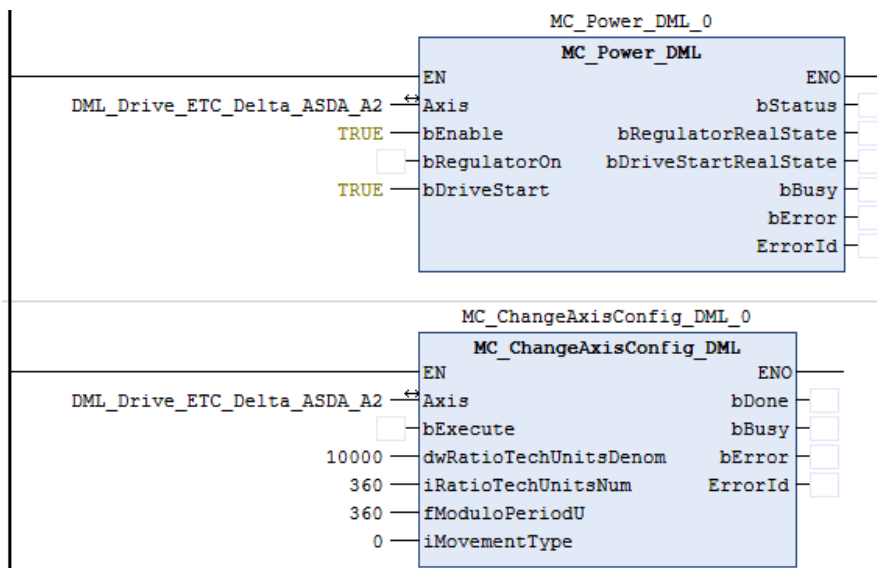 MC_Power_DML_0
MC_Power_DML
EN ENO
DML_Drive_ETC_Delta_ASDA_A2 Axis bStatus
TRUE bEnable bRegulatorRealState
bRegulatorOn bDriveStartRealState
TRUE bDriveStart bBusy
bError
ErrorId
MC_ChangeAxisConfig_DML_0
MC_ChangeAxisConfig_DML
EN ENO
DML_Drive_ETC_Delta_ASDA_A2 Axis bDone
bExecute bBusy
10000 dwRatioTechUnitsDenom bError
360 iRatioTechUnitsNum ErrorId
360 fModuloPeriodU
0 iMovementType